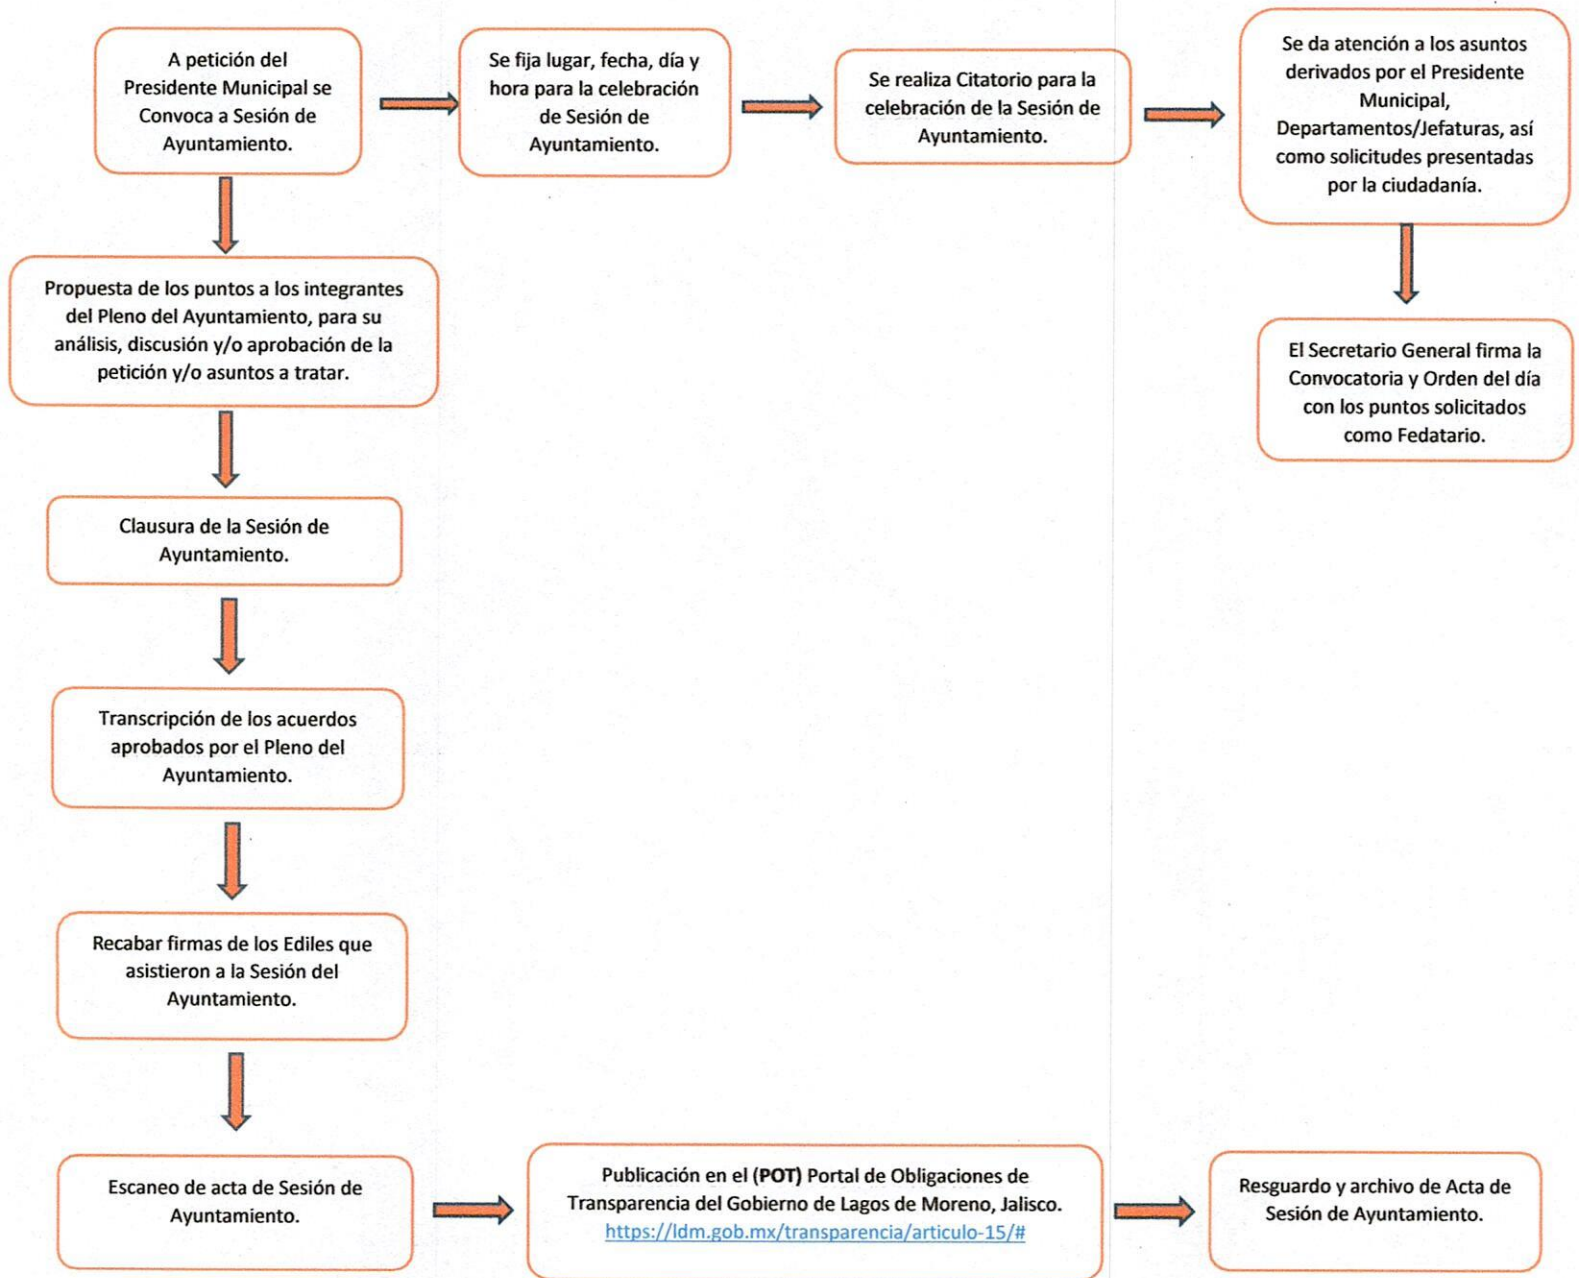 A petición del
Presidente Municipal se
Convoca a Sesión de
Ayuntamiento.
Se fija lugar, fecha, día y
hora para la celebración
de Sesión de
Ayuntamiento.
Se realiza Citatorio para la
celebración de la Sesión de
Ayuntamiento.
Se da atención a los asuntos
derivados por el Presidente
Municipal,
Departamentos/Jefaturas, así
como solicitudes presentadas
por la ciudadanía.
El Secretario General firma la
Convocatoria y Orden del día
con los puntos solicitados
como Fedatario.
Propuesta de los puntos a los integrantes
del Pleno del Ayuntamiento, para su
análisis, discusión y/o aprobación de la
petición y/o asuntos a tratar.
Clausura de la Sesión de
Ayuntamiento.
Transcripción de los acuerdos
aprobados por el Pleno del
Ayuntamiento.
Recabar firmas de los Ediles que
asistieron a la Sesión del
Ayuntamiento.
Escaneo de acta de Sesión de
Ayuntamiento.
Publicación en el (POT) Portal de Obligaciones de
Transparencia del Gobierno de Lagos de Moreno, Jalisco.
https://ldm.gob.mx/transparencia/articulo-15/#
Resguardo y archivo de Acta de
Sesión de Ayuntamiento.